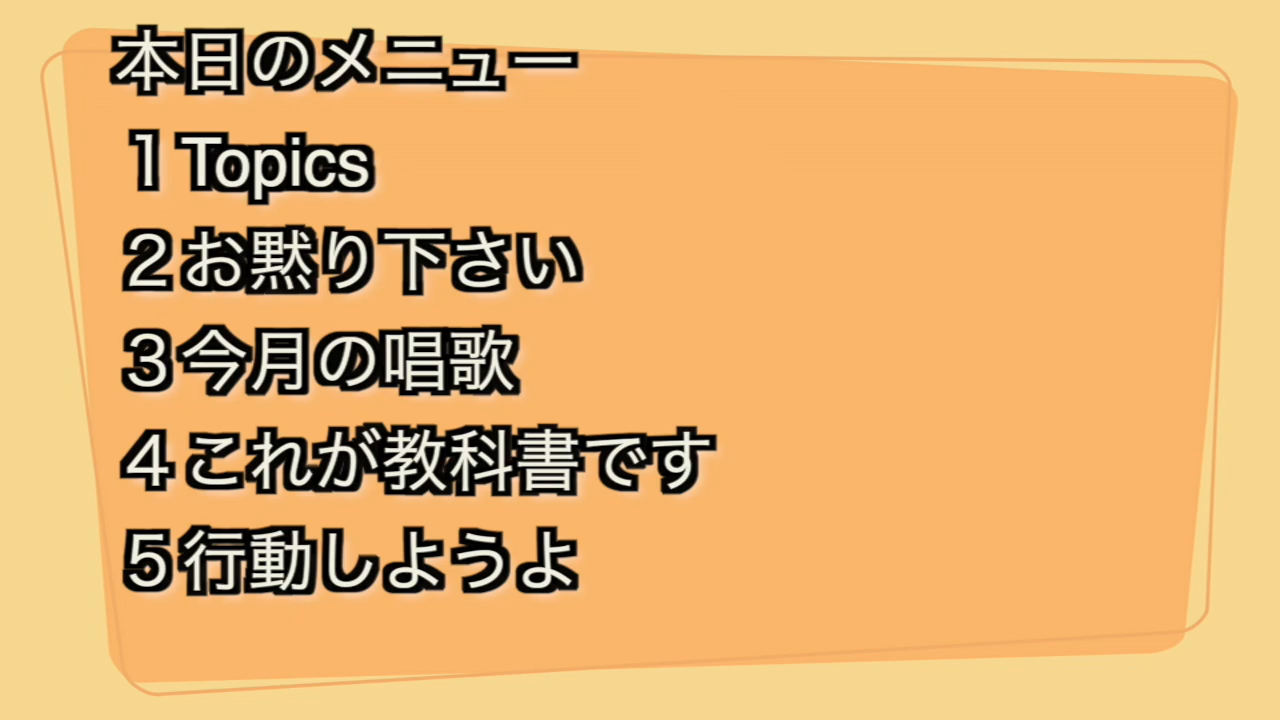 本日のメニュー
１Topics
２お黙り下さい
３今月の唱歌
４これが教科書です
５行動しようよ